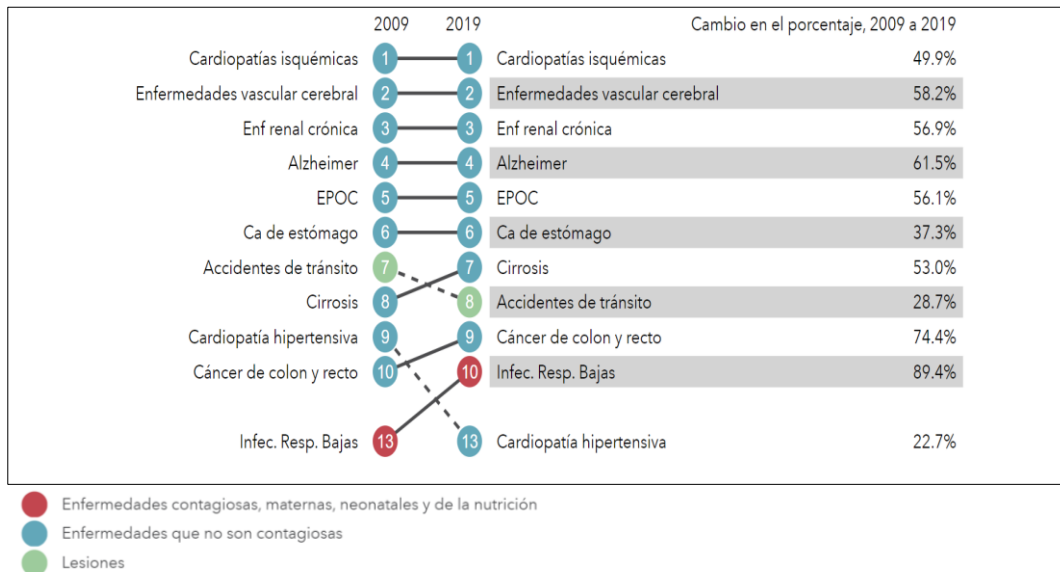 2009 2019 Cambio en el porcentaje, 2009 a 2019
Cardiopatías isquémicas 1 1 Cardiopatías isquémicas 49.9%
Enfermedades vascular cerebral 2 2 Enfermedades vascular cerebral 58.2%
Enf renal crónica 3 3 Enf renal crónica 56.9%
Alzheimer 4 4 Alzheimer 61.5%
EPOC 5 5 EPOC 56.1%
Ca de estómago 6 6 Ca de estómago 37.3%
Accidentes de tránsito 7 7 Cirrosis 53.0%
Cirrosis 8 8 Accidentes de tránsito 28.7%
Cardiopatía hipertensiva 9 9 Cáncer de colon y recto 74.4%
Cáncer de colon y recto 10 10 Infec. Resp. Bajas 89.4%
Infec. Resp. Bajas 13 13 Cardiopatía hipertensiva 22.7%
Enfermedades contagiosas, maternas, neonatales y de la nutrición
Enfermedades que no son contagiosas
Lesiones